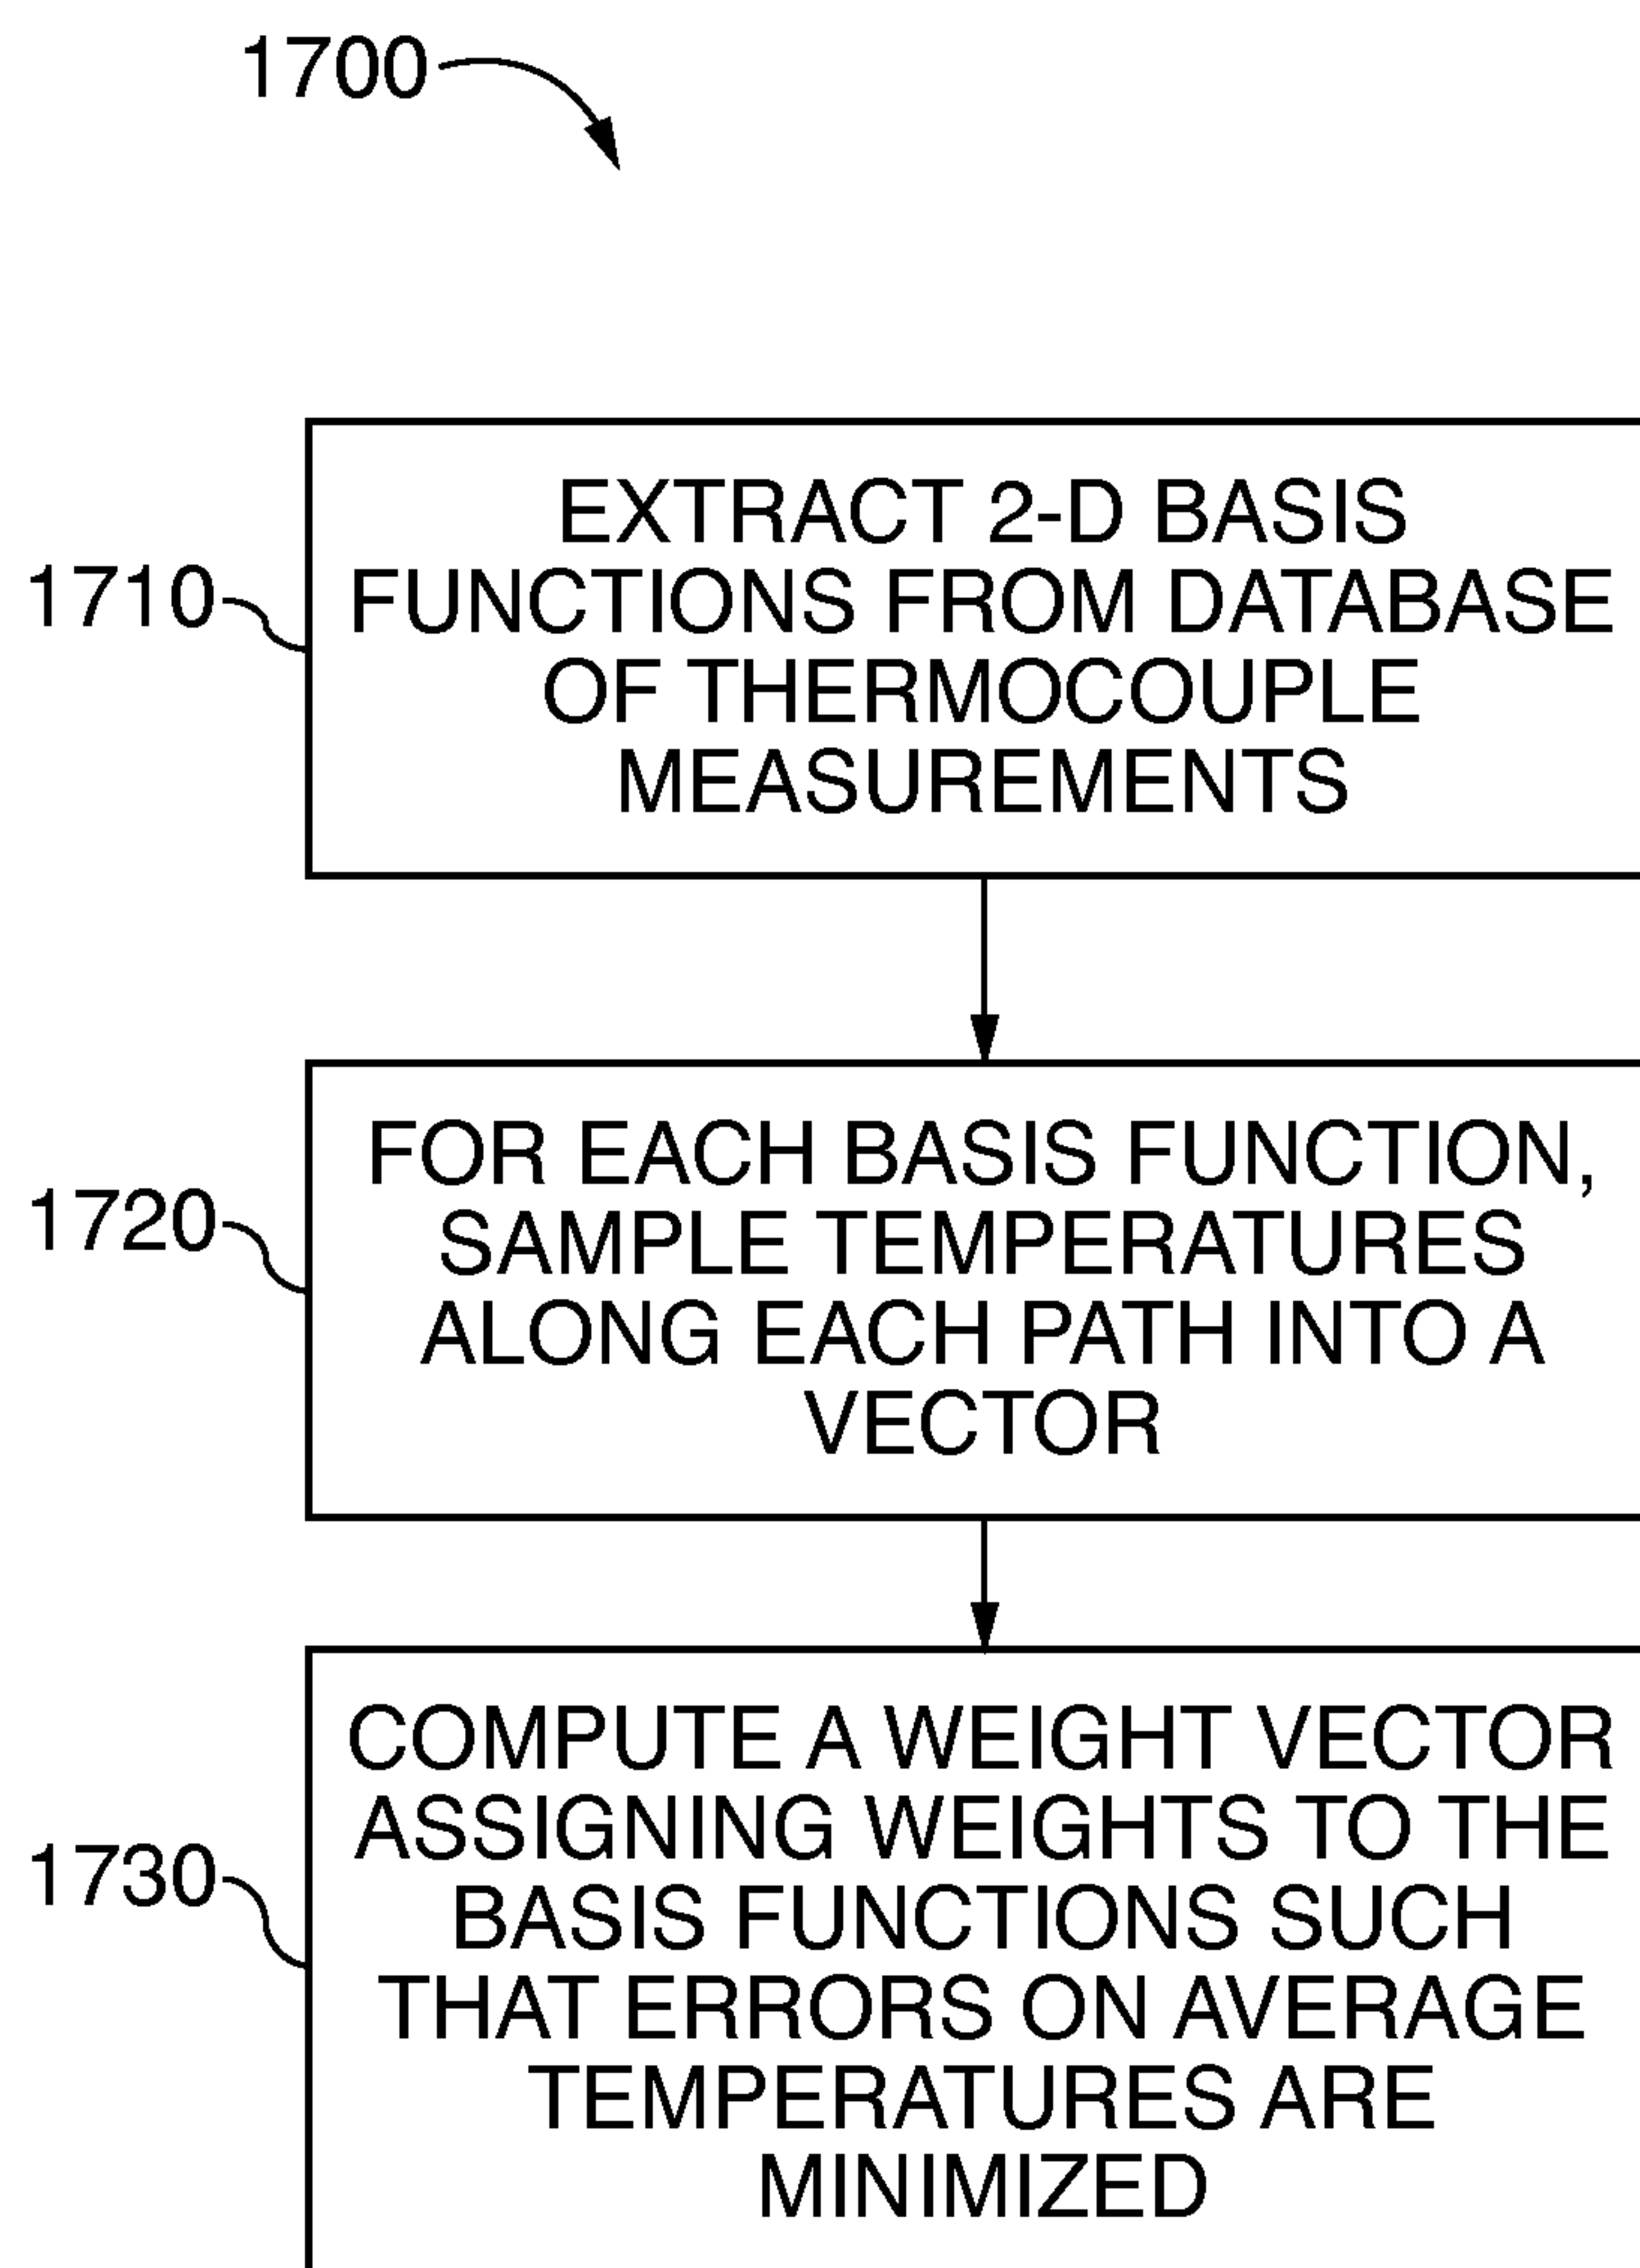 1700
1710
EXTRACT 2-D BASIS
FUNCTIONS FROM DATABASE
OF THERMOCOUPLE
MEASUREMENTS
1720
FOR EACH BASIS FUNCTION,
SAMPLE TEMPERATURES
ALONG EACH PATH INTO A
VECTOR
1730
COMPUTE A WEIGHT VECTOR
ASSIGNING WEIGHTS TO THE
BASIS FUNCTIONS SUCH
THAT ERRORS ON AVERAGE
TEMPERATURES ARE
MINIMIZED